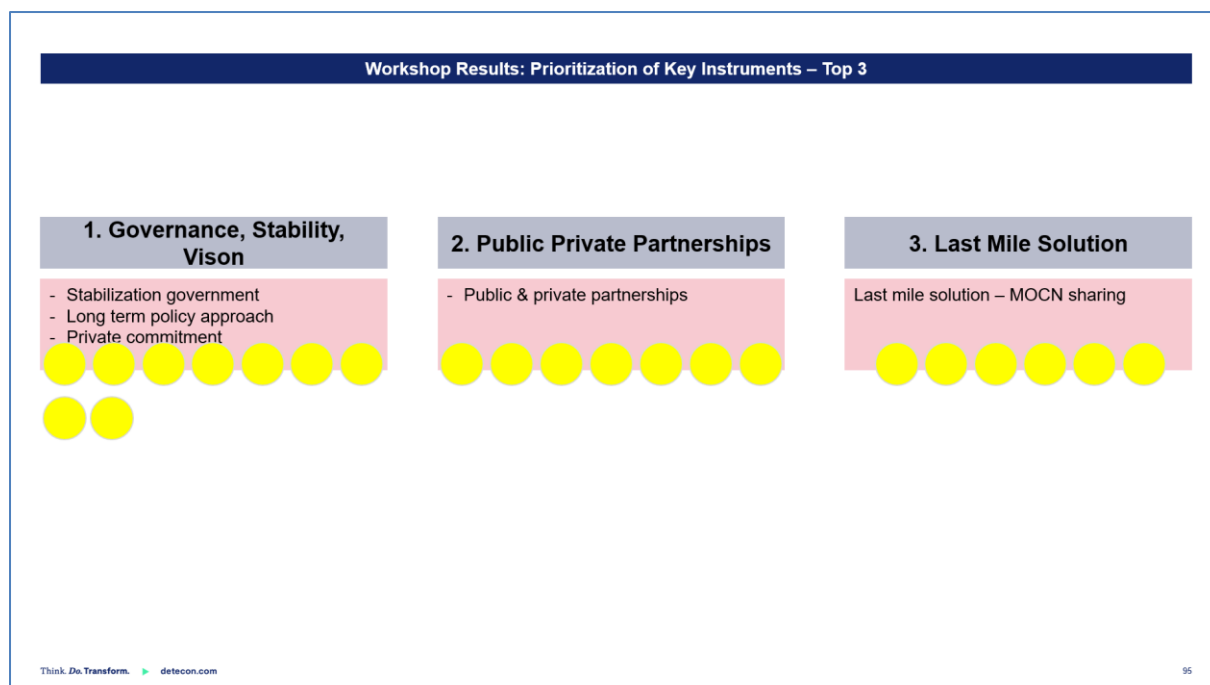 Workshop Results: Prioritization of Key Instruments – Top 3
1. Governance, Stability,
Vison
- Stabilization government
- Long term policy approach
- Private commitment
2. Public Private Partnerships
- Public & private partnerships
3. Last Mile Solution
Last mile solution – MOCN sharing
Think. Do. Transform. ▶ detecon.com
95